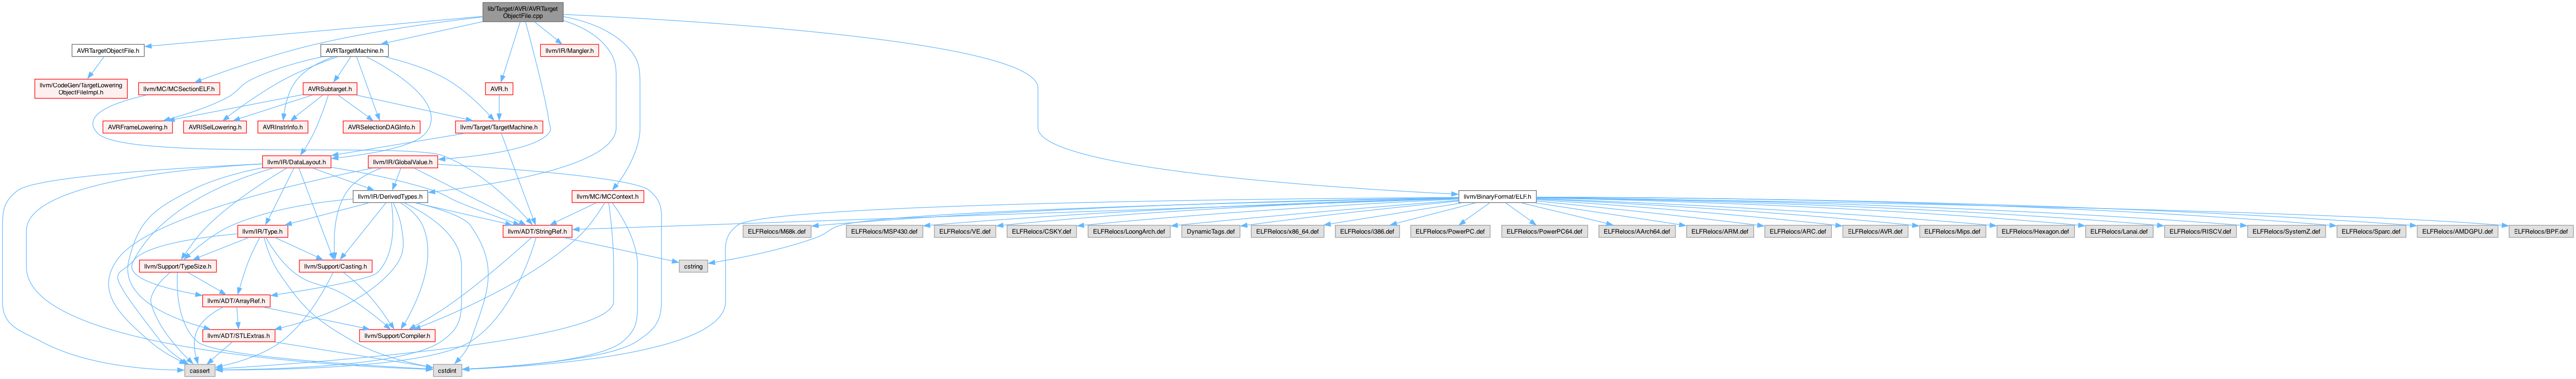 lib/Target/AVR/AVRTarget
ObjectFile.cpp
AVRTargetObjectFile.h
AVRTargetMachine.h
llvm/IR/Mangler.h
llvm/CodeGen/TargetLowering
ObjectFileImpl.h
llvm/MC/MCSectionELF.h
AVRSubtarget.h
AVR.h
AVRFrameLowering.h
AVRISelLowering.h
AVRInstrInfo.h
AVRSelectionDAGInfo.h
llvm/Target/TargetMachine.h
llvm/IR/DataLayout.h
llvm/IR/GlobalValue.h
llvm/IR/DerivedTypes.h
llvm/MC/MCContext.h
llvm/BinaryFormat/ELF.h
llvm/IR/Type.h
llvm/ADT/StringRef.h
ELFRelocs/M68k.def
ELFRelocs/MSP430.def
ELFRelocs/VE.def
ELFRelocs/CSKY.def
ELFRelocs/LoongArch.def
DynamicTags.def
ELFRelocs/x86_64.def
ELFRelocs/i386.def
ELFRelocs/PowerPC.def
ELFRelocs/PowerPC64.def
ELFRelocs/AArch64.def
ELFRelocs/ARM.def
ELFRelocs/ARC.def
ELFRelocs/AVR.def
ELFRelocs/Mips.def
ELFRelocs/Hexagon.def
ELFRelocs/Lanai.def
ELFRelocs/RISCV.def
ELFRelocs/SystemZ.def
ELFRelocs/Sparc.def
ELFRelocs/AMDGPU.def
ELFRelocs/BPF.def
llvm/Support/TypeSize.h
llvm/Support/Casting.h
cstring
llvm/ADT/ArrayRef.h
llvm/ADT/STLExtras.h
llvm/Support/Compiler.h
cassert
cstdint